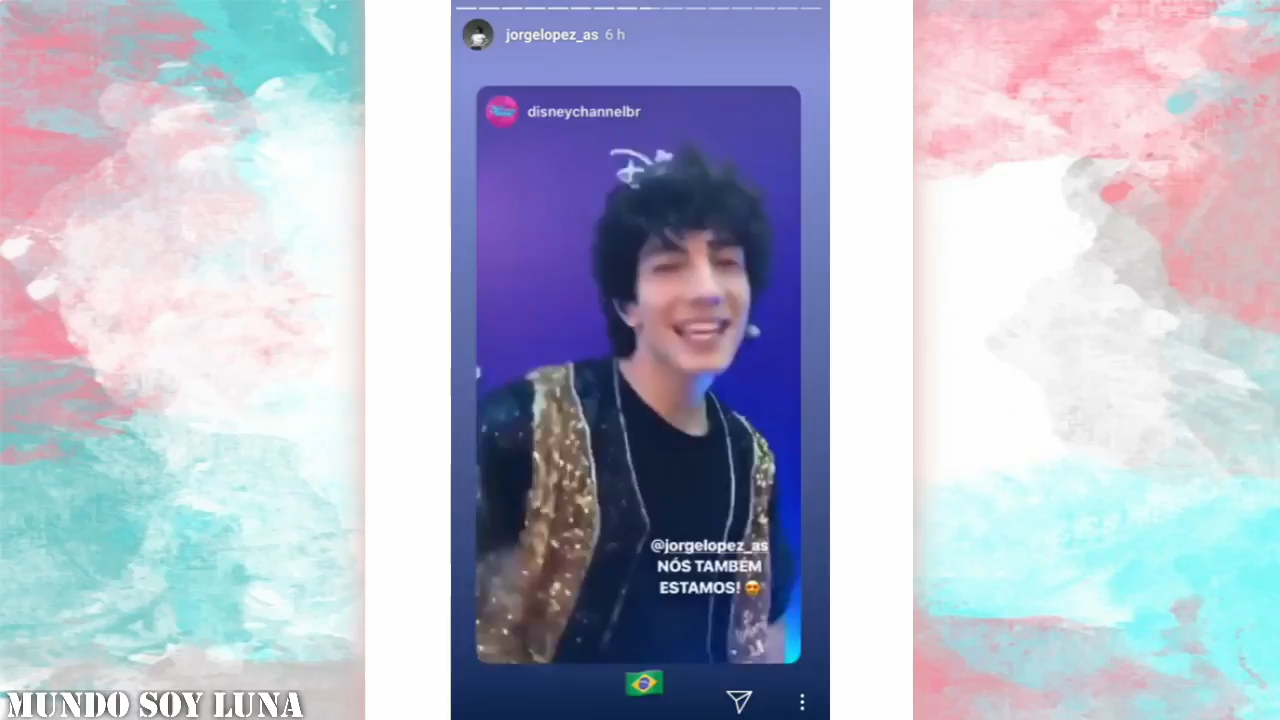 jorgelopez_as 6 h
disneychannelbr
@jorgelopez_as
NÓS TAMBÉM
ESTAMOS! 😍
MUNDO SOY LUNA